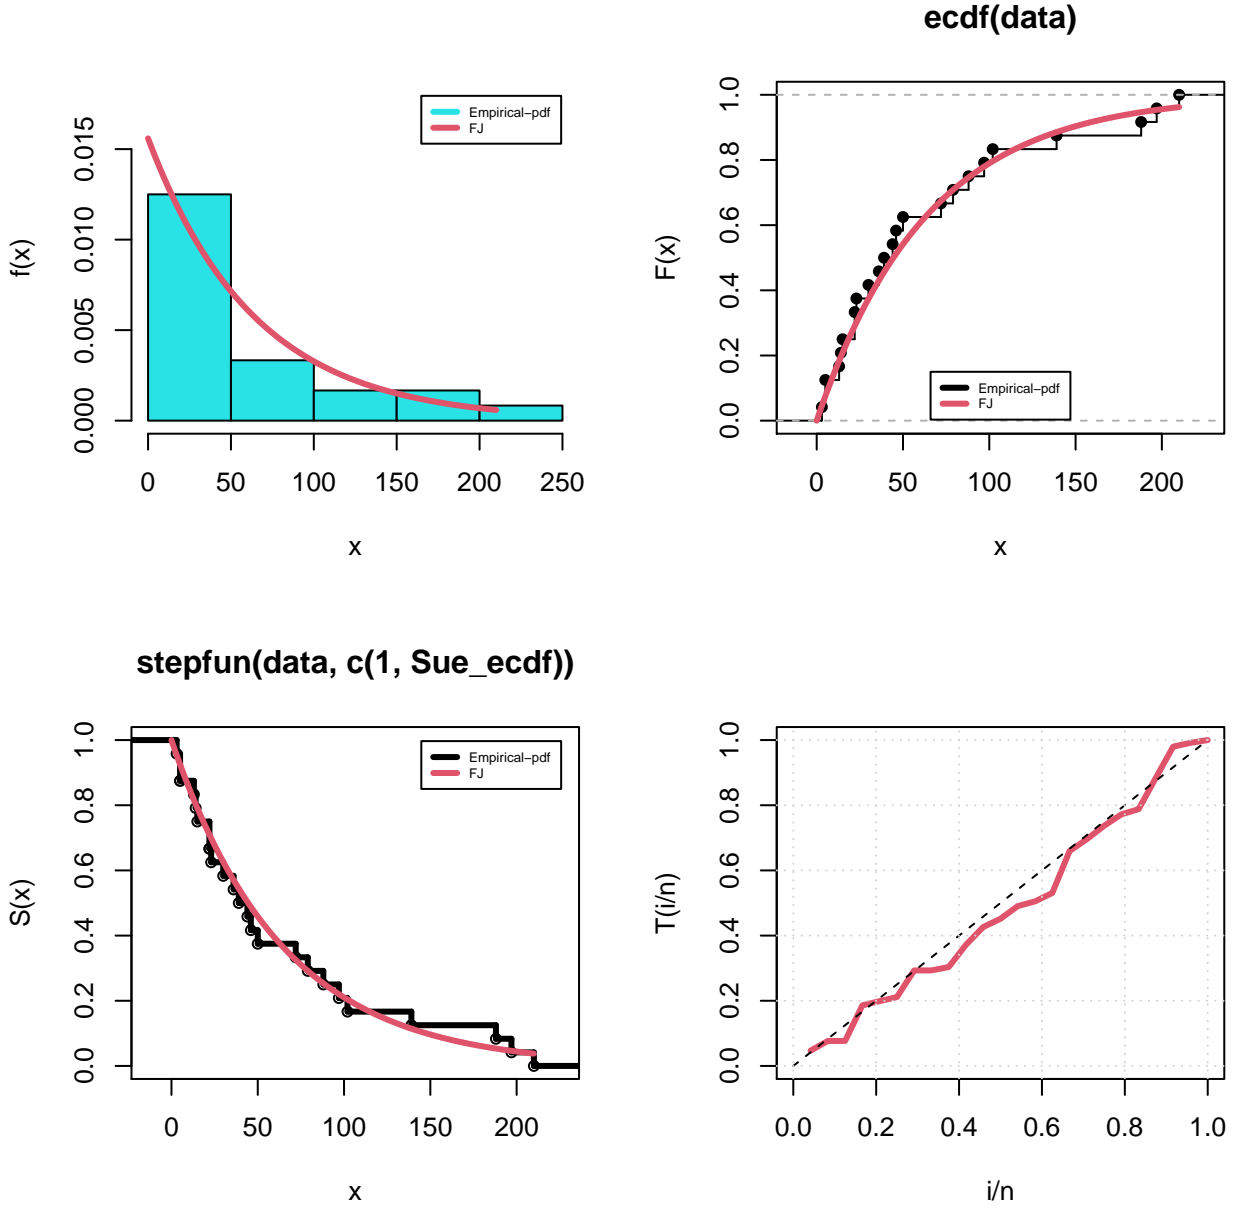 f(x)
0.000 0.005 0.010 0.015
Empirical-pdf
FJ
0 50 100 150 200 250
x
ecdf(data)
F(x)
0.0 0.2 0.4 0.6 0.8 1.0
Empirical-pdf
FJ
0 50 100 150 200
x
stepfun(data, c(1, Sue_ecdf))
S(x)
0.0 0.2 0.4 0.6 0.8 1.0
Empirical-pdf
FJ
0 50 100 150 200
x
T(i/n)
0.0 0.2 0.4 0.6 0.8 1.0
0.0 0.2 0.4 0.6 0.8 1.0
i/n